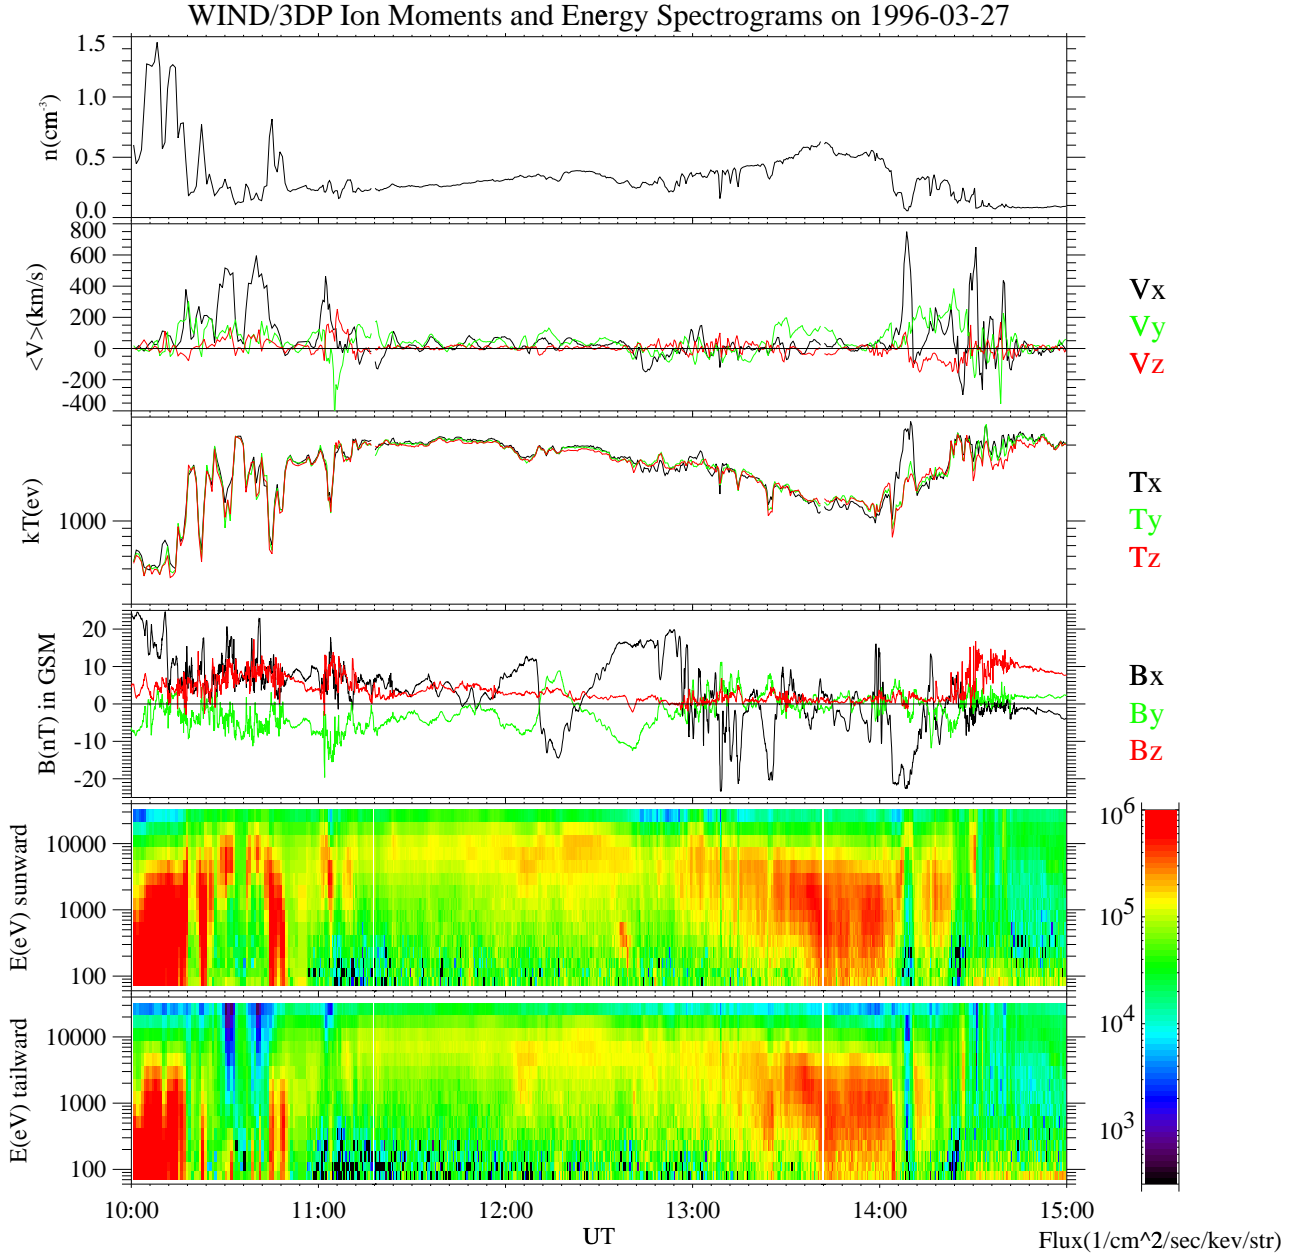 WIND/3DP Ion Moments and Energy Spectrograms on 1996-03-27
1.5
1.0
0.5
0.0
n(cm⁻³)
800
600
400
200
0
-200
-400
<V>(km/s)
Vx
Vy
Vz
1000
kT(ev)
Tx
Ty
Tz
20
10
0
-10
-20
B(nT) in GSM
Bx
By
Bz
10000
1000
100
E(eV) sunward
10000
1000
100
E(eV) tailward
10⁶
10⁵
10⁴
10³
10:00 11:00 12:00 13:00 14:00 15:00
UT
Flux(1/cm^2/sec/kev/str)